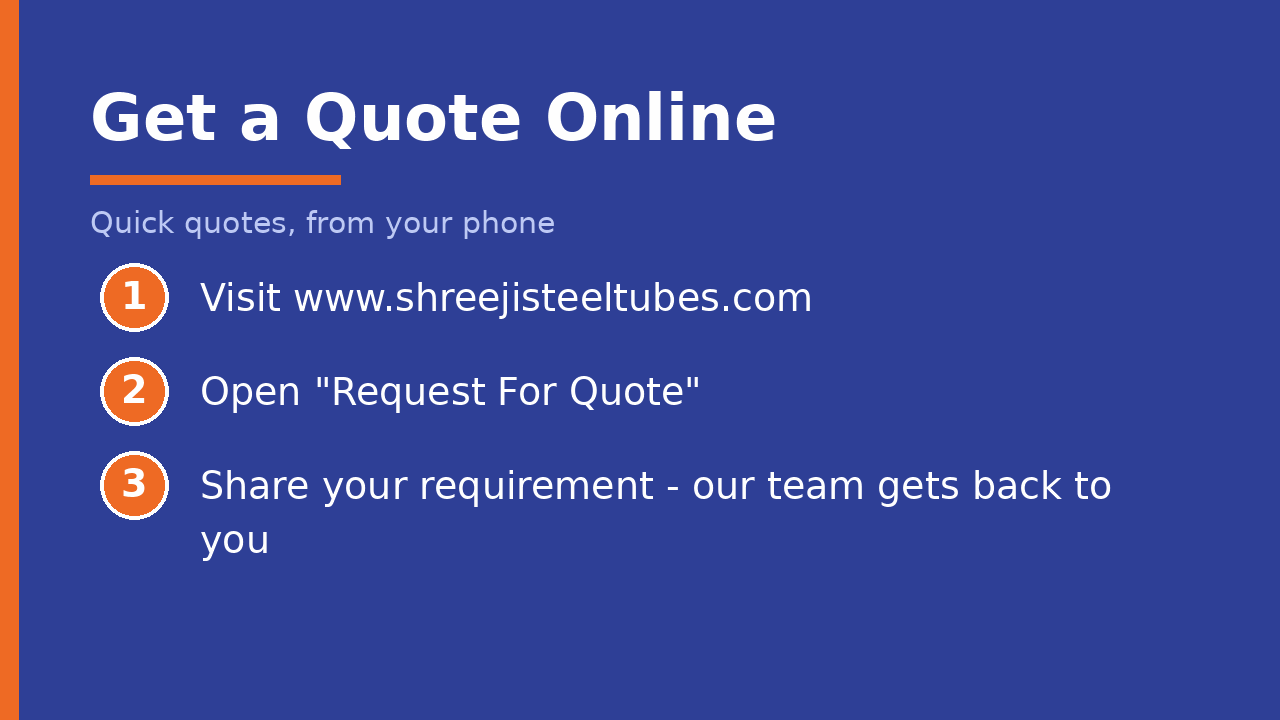 Get a Quote Online
Quick quotes, from your phone
1 Visit www.shreejisteeltubes.com
2 Open "Request For Quote"
3 Share your requirement - our team gets back to
you